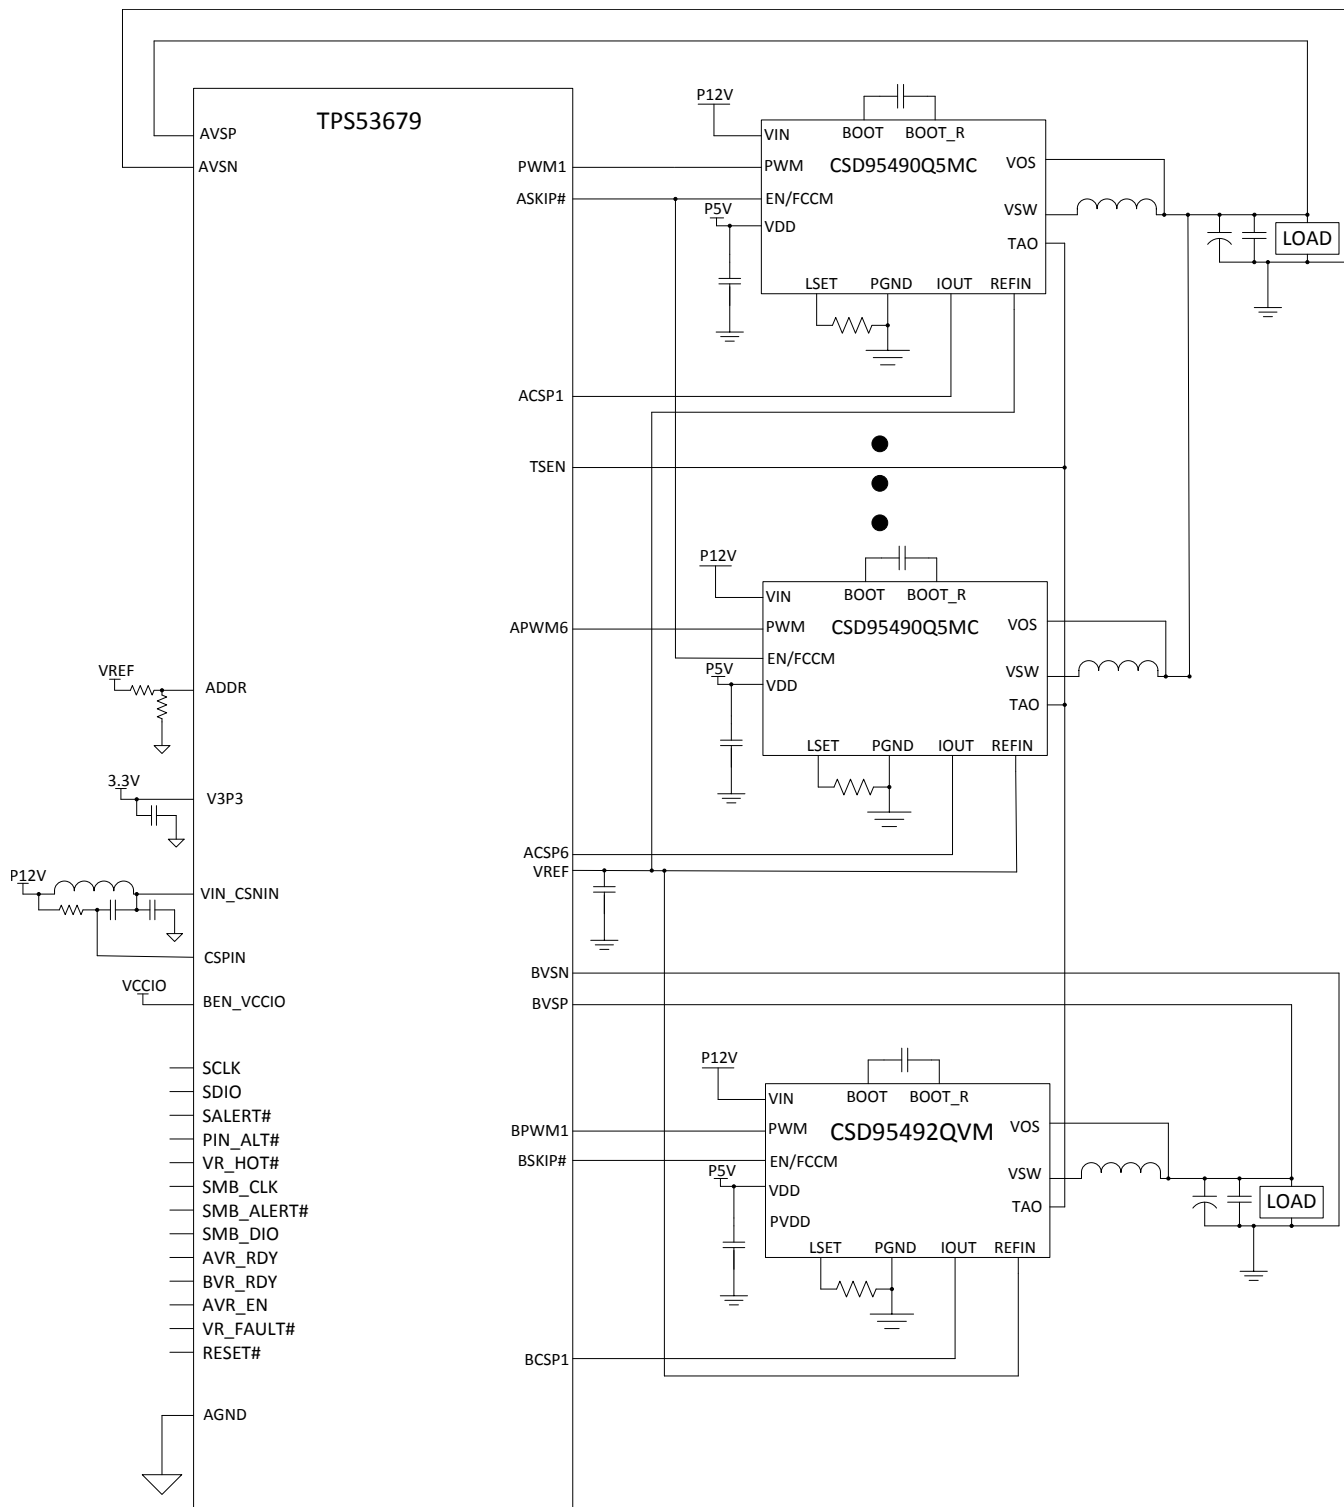 TPS53679
AVSP
AVSN
PWM1
ASKIP#
ACSP1
TSEN
APWM6
VREF
ADDR
3.3V
V3P3
ACSP6
VREF
P12V
VIN_CSNIN
CSPIN
VCCIO
BEN_VCCIO
BVSN
BVSP
SCLK
SDIO
SALERT#
PIN_ALT#
VR_HOT#
SMB_CLK
SMB_ALERT#
SMB_DIO
AVR_RDY
BVR_RDY
AVR_EN
VR_FAULT#
RESET#
BPWM1
BSKIP#
BCSP1
AGND
P12V
VIN
BOOT
BOOT_R
PWM
CSD95490Q5MC
VOS
EN/FCCM
P5V
VDD
VSW
TAO
LSET
PGND
IOUT
REFIN
LOAD
P12V
VIN
BOOT
BOOT_R
PWM
CSD95490Q5MC
VOS
EN/FCCM
P5V
VDD
VSW
TAO
LSET
PGND
IOUT
REFIN
P12V
VIN
BOOT
BOOT_R
PWM
CSD95492QVM
VOS
EN/FCCM
P5V
VDD
VSW
PVDD
TAO
LSET
PGND
IOUT
REFIN
LOAD